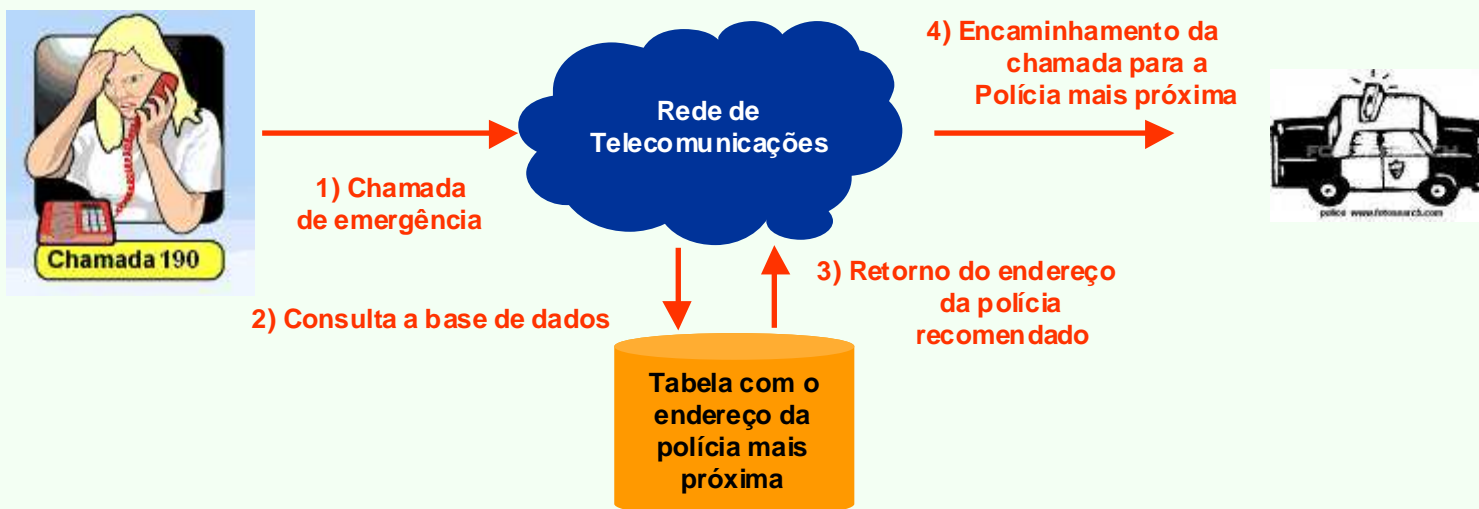 4) Encaminhamento da
chamada para a
Polícia mais próxima
Rede de
Telecomunicações
1) Chamada
de emergência
Chamada 190
3) Retorno do endereço
da polícia
recomendado
2) Consulta a base de dados
Tabela com o
endereço da
polícia mais
próxima
police www.fotosearch.com